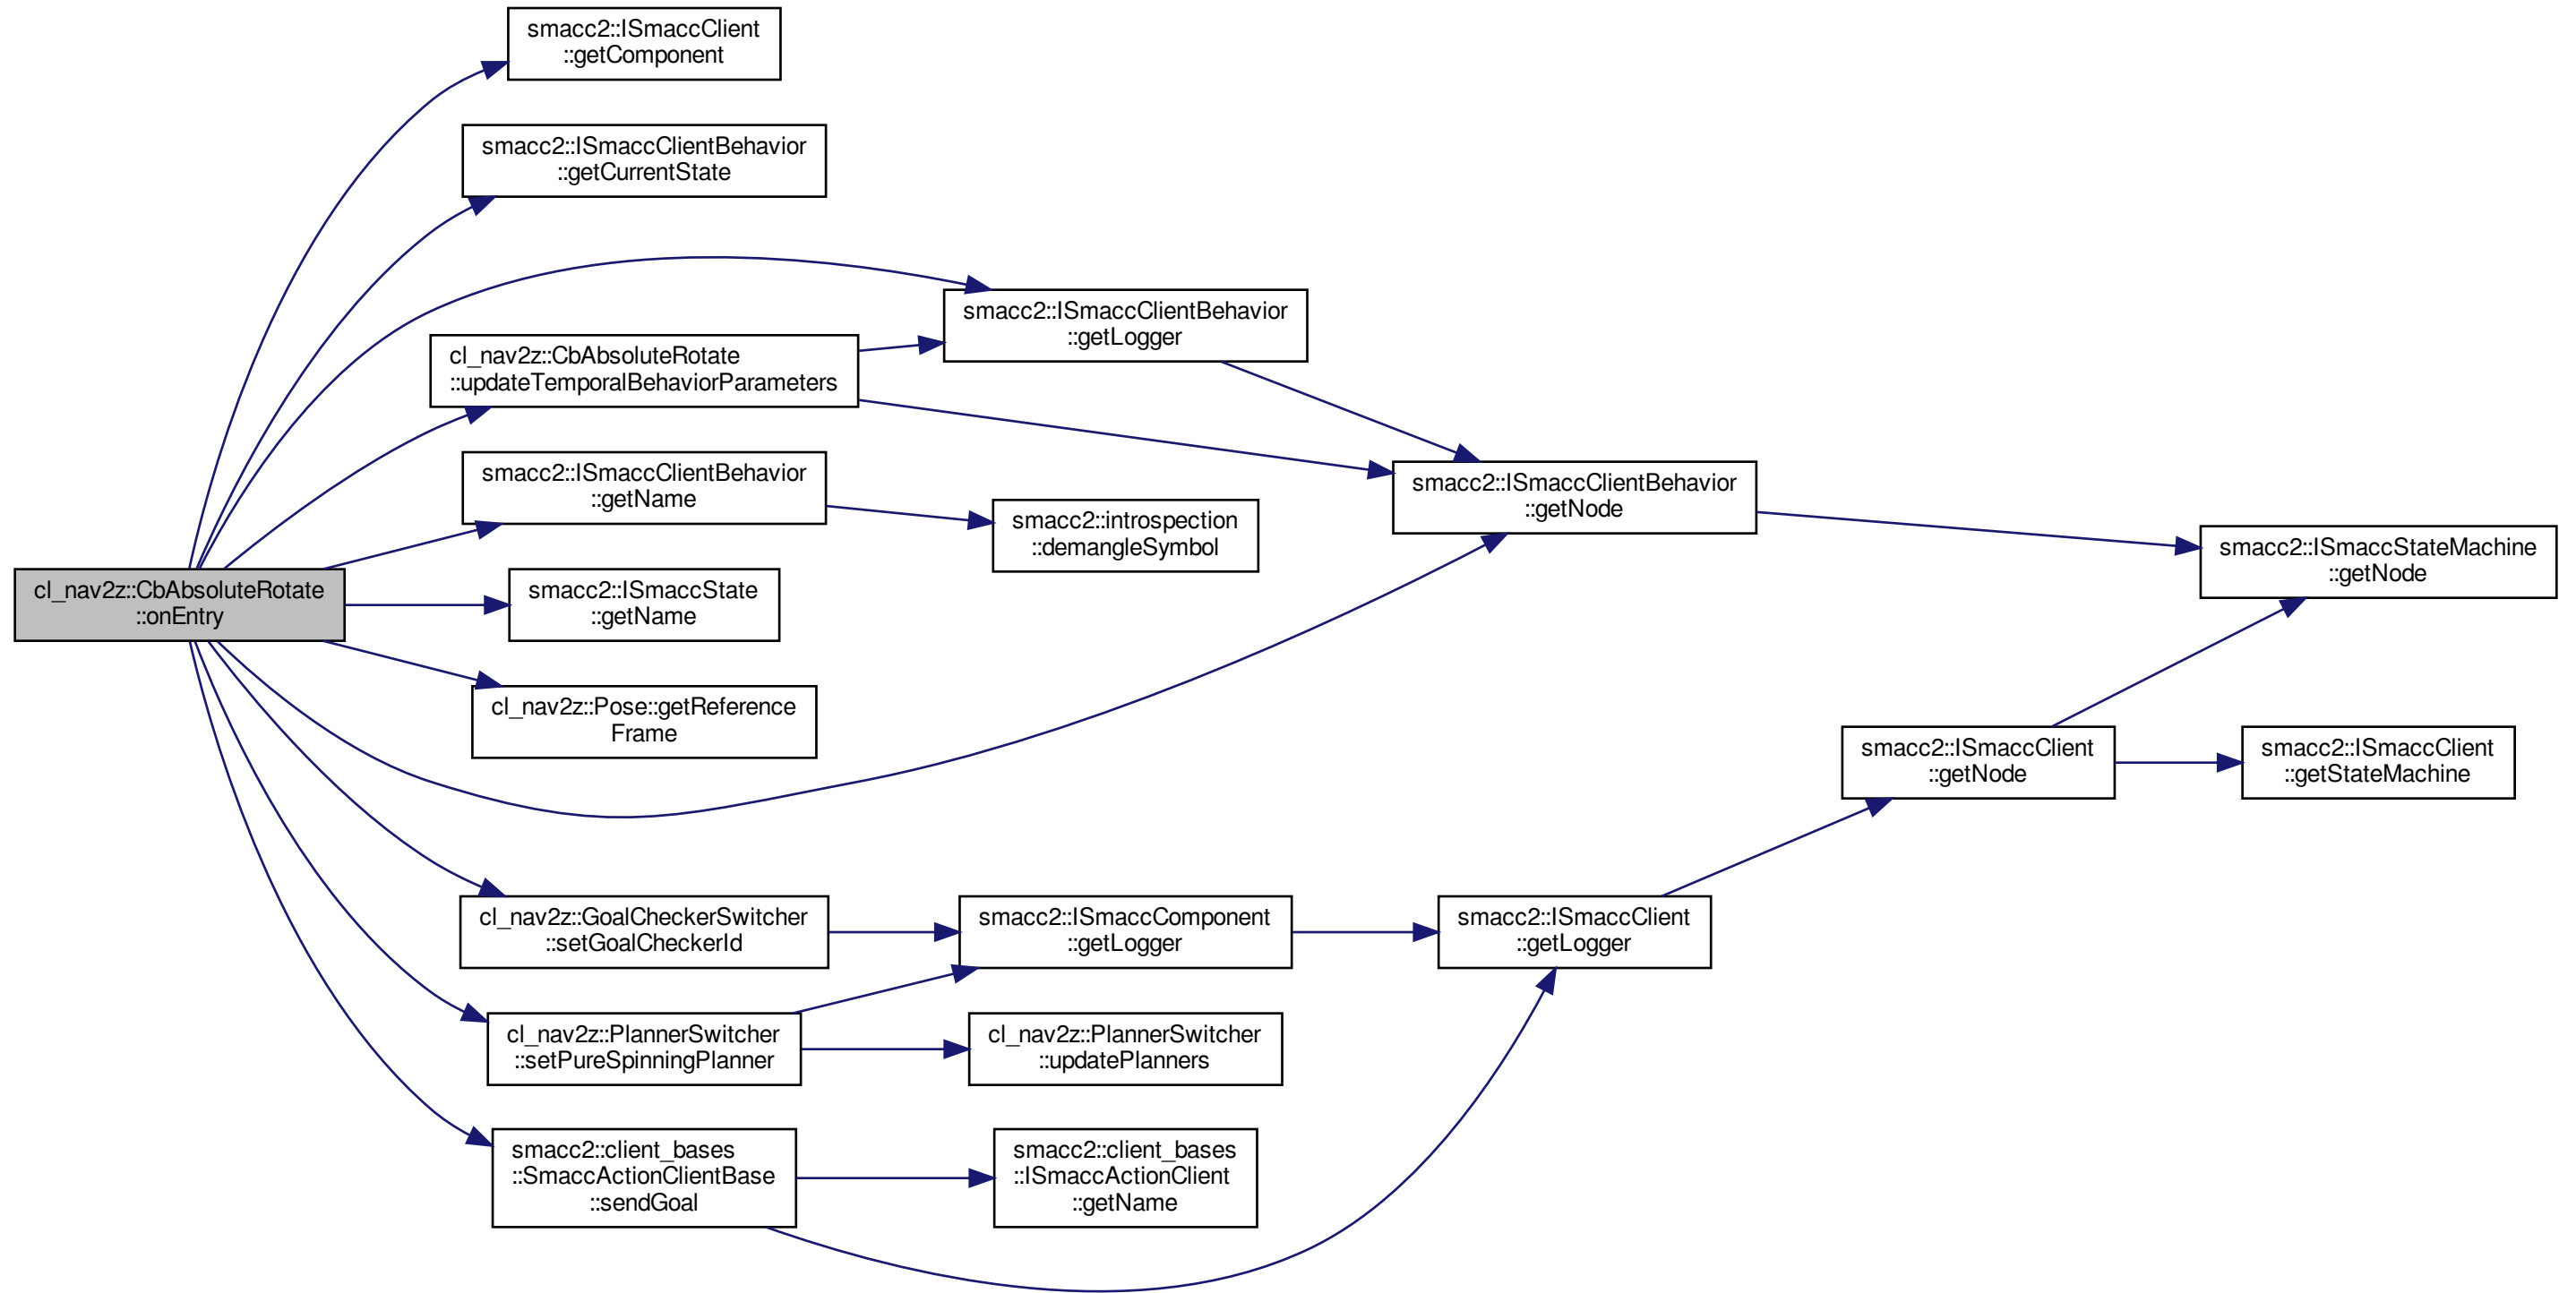 smacc2::ISmaccClient
::getComponent
smacc2::ISmaccClientBehavior
::getCurrentState
smacc2::ISmaccClientBehavior
::getLogger
cl_nav2z::CbAbsoluteRotate
::updateTemporalBehaviorParameters
smacc2::ISmaccClientBehavior
::getName
smacc2::ISmaccClientBehavior
::getNode
smacc2::introspection
::demangleSymbol
smacc2::ISmaccStateMachine
::getNode
cl_nav2z::CbAbsoluteRotate
::onEntry
smacc2::ISmaccState
::getName
cl_nav2z::Pose::getReference
Frame
smacc2::ISmaccClient
::getNode
smacc2::ISmaccClient
::getStateMachine
cl_nav2z::GoalCheckerSwitcher
::setGoalCheckerId
smacc2::ISmaccComponent
::getLogger
smacc2::ISmaccClient
::getLogger
cl_nav2z::PlannerSwitcher
::setPureSpinningPlanner
cl_nav2z::PlannerSwitcher
::updatePlanners
smacc2::client_bases
::SmaccActionClientBase
::sendGoal
smacc2::client_bases
::ISmaccActionClient
::getName